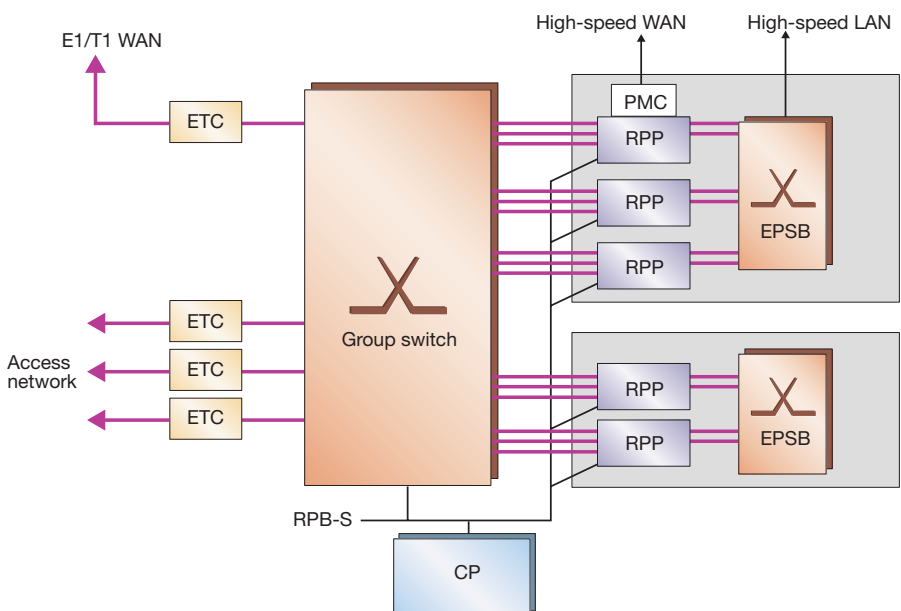 High-speed WAN
High-speed LAN
E1/T1 WAN
PMC
ETC
RPP
RPP
EPSB
RPP
ETC
Group switch
Access
network
ETC
ETC
RPP
EPSB
RPP
RPB-S
CP